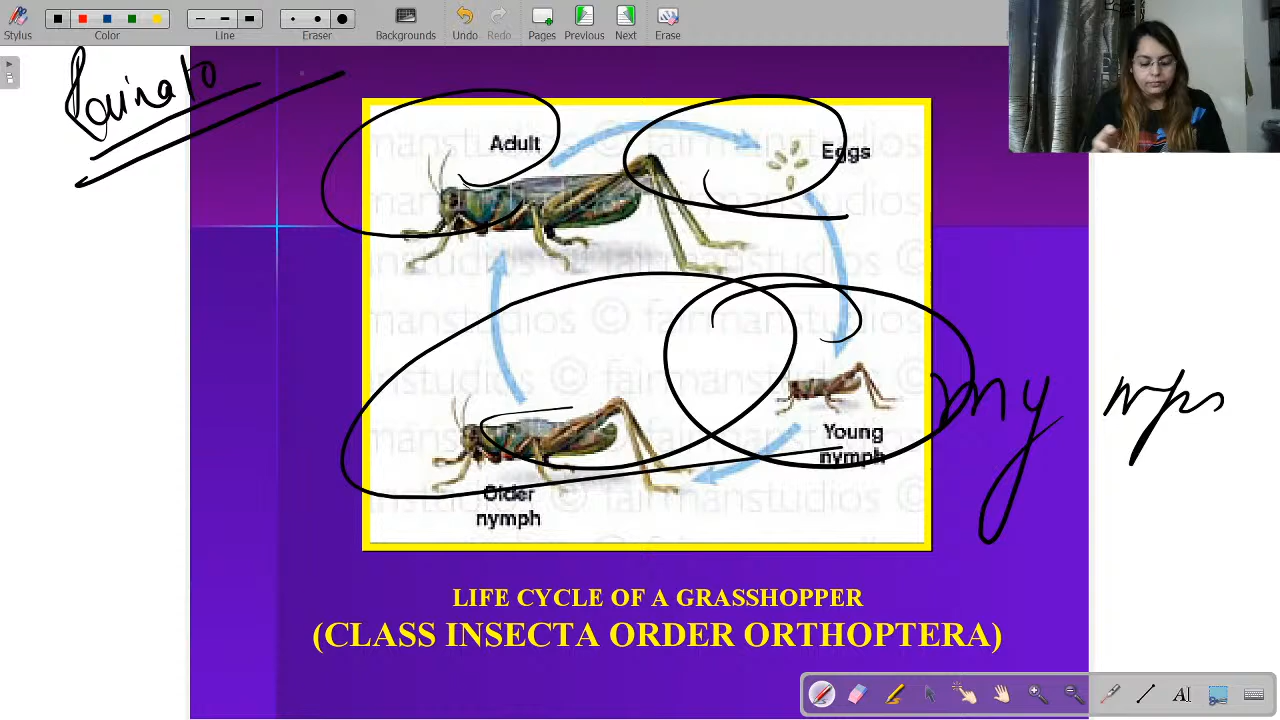 Stylus
Color
Line
Eraser
Backgrounds
Undo
Redo
Pages
Previous
Next
Erase
Adult
Eggs
Young
nymph
Older
nymph
LIFE CYCLE OF A GRASSHOPPER
(CLASS INSECTA ORDER ORTHOPTERA)